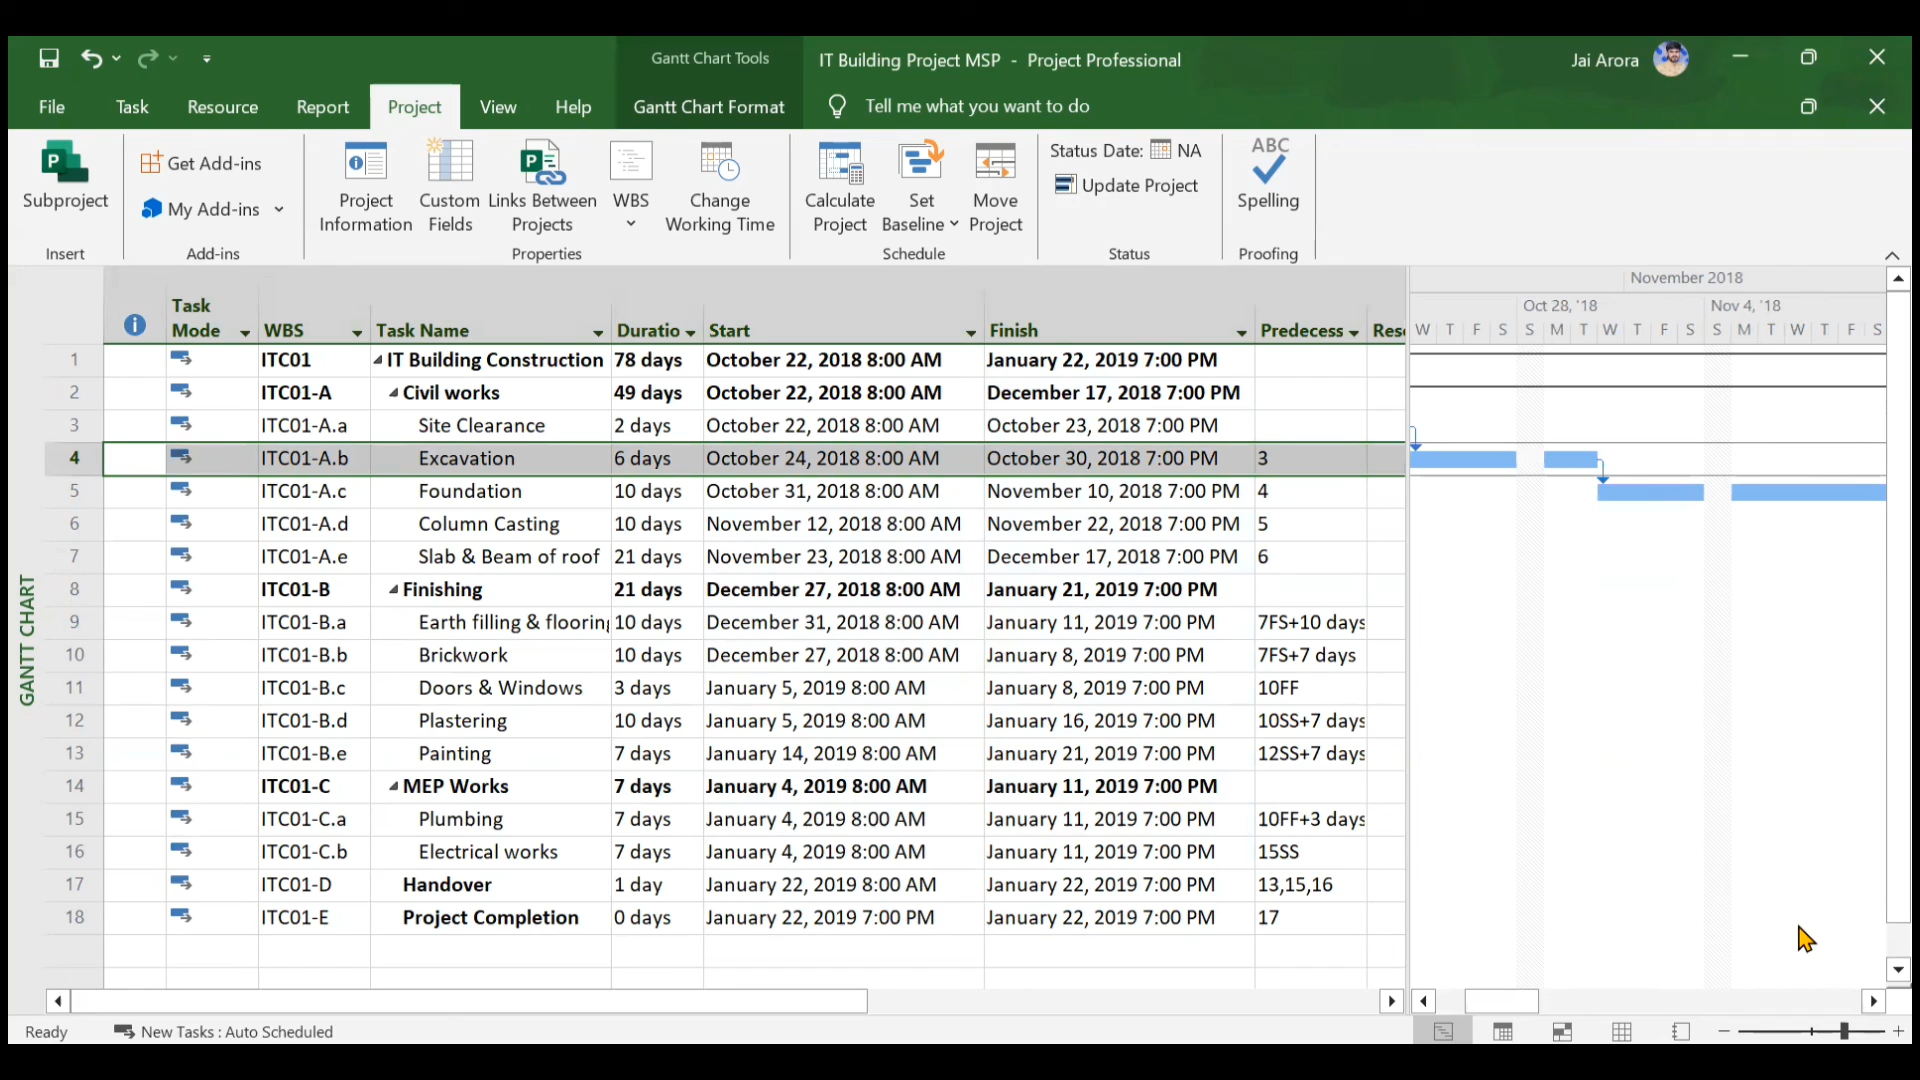 Gantt Chart Tools
IT Building Project MSP - Project Professional
Jai Arora
File Task Resource Report Project View Help Gantt Chart Format Tell me what you want to do
Subproject
Insert
Get Add-ins
My Add-ins
Add-ins
Project Information
Custom Fields
Links Between Projects
WBS
Change Working Time
Properties
Calculate Project
Set Baseline
Move Project
Schedule
Status Date: NA
Update Project
Status
ABC
Spelling
Proofing
Task Mode WBS Task Name Duratio Start Finish Predecess Res
November 2018
Oct 28, '18 Nov 4, '18
W T F S S M T W T F S S M T W T F S
1 ITC01 IT Building Construction 78 days October 22, 2018 8:00 AM January 22, 2019 7:00 PM
2 ITC01-A Civil works 49 days October 22, 2018 8:00 AM December 17, 2018 7:00 PM
3 ITC01-A.a Site Clearance 2 days October 22, 2018 8:00 AM October 23, 2018 7:00 PM
4 ITC01-A.b Excavation 6 days October 24, 2018 8:00 AM October 30, 2018 7:00 PM 3
5 ITC01-A.c Foundation 10 days October 31, 2018 8:00 AM November 10, 2018 7:00 PM 4
6 ITC01-A.d Column Casting 10 days November 12, 2018 8:00 AM November 22, 2018 7:00 PM 5
7 ITC01-A.e Slab & Beam of roof 21 days November 23, 2018 8:00 AM December 17, 2018 7:00 PM 6
8 ITC01-B Finishing 21 days December 27, 2018 8:00 AM January 21, 2019 7:00 PM
9 ITC01-B.a Earth filling & flooring 10 days December 31, 2018 8:00 AM January 11, 2019 7:00 PM 7FS+10 days
10 ITC01-B.b Brickwork 10 days December 27, 2018 8:00 AM January 8, 2019 7:00 PM 7FS+7 days
11 ITC01-B.c Doors & Windows 3 days January 5, 2019 8:00 AM January 8, 2019 7:00 PM 10FF
12 ITC01-B.d Plastering 10 days January 5, 2019 8:00 AM January 16, 2019 7:00 PM 10SS+7 days
13 ITC01-B.e Painting 7 days January 14, 2019 8:00 AM January 21, 2019 7:00 PM 12SS+7 days
14 ITC01-C MEP Works 7 days January 4, 2019 8:00 AM January 11, 2019 7:00 PM
15 ITC01-C.a Plumbing 7 days January 4, 2019 8:00 AM January 11, 2019 7:00 PM 10FF+3 days
16 ITC01-C.b Electrical works 7 days January 4, 2019 8:00 AM January 11, 2019 7:00 PM 15SS
17 ITC01-D Handover 1 day January 22, 2019 8:00 AM January 22, 2019 7:00 PM 13,15,16
18 ITC01-E Project Completion 0 days January 22, 2019 7:00 PM January 22, 2019 7:00 PM 17
GANTT CHART
Ready New Tasks : Auto Scheduled